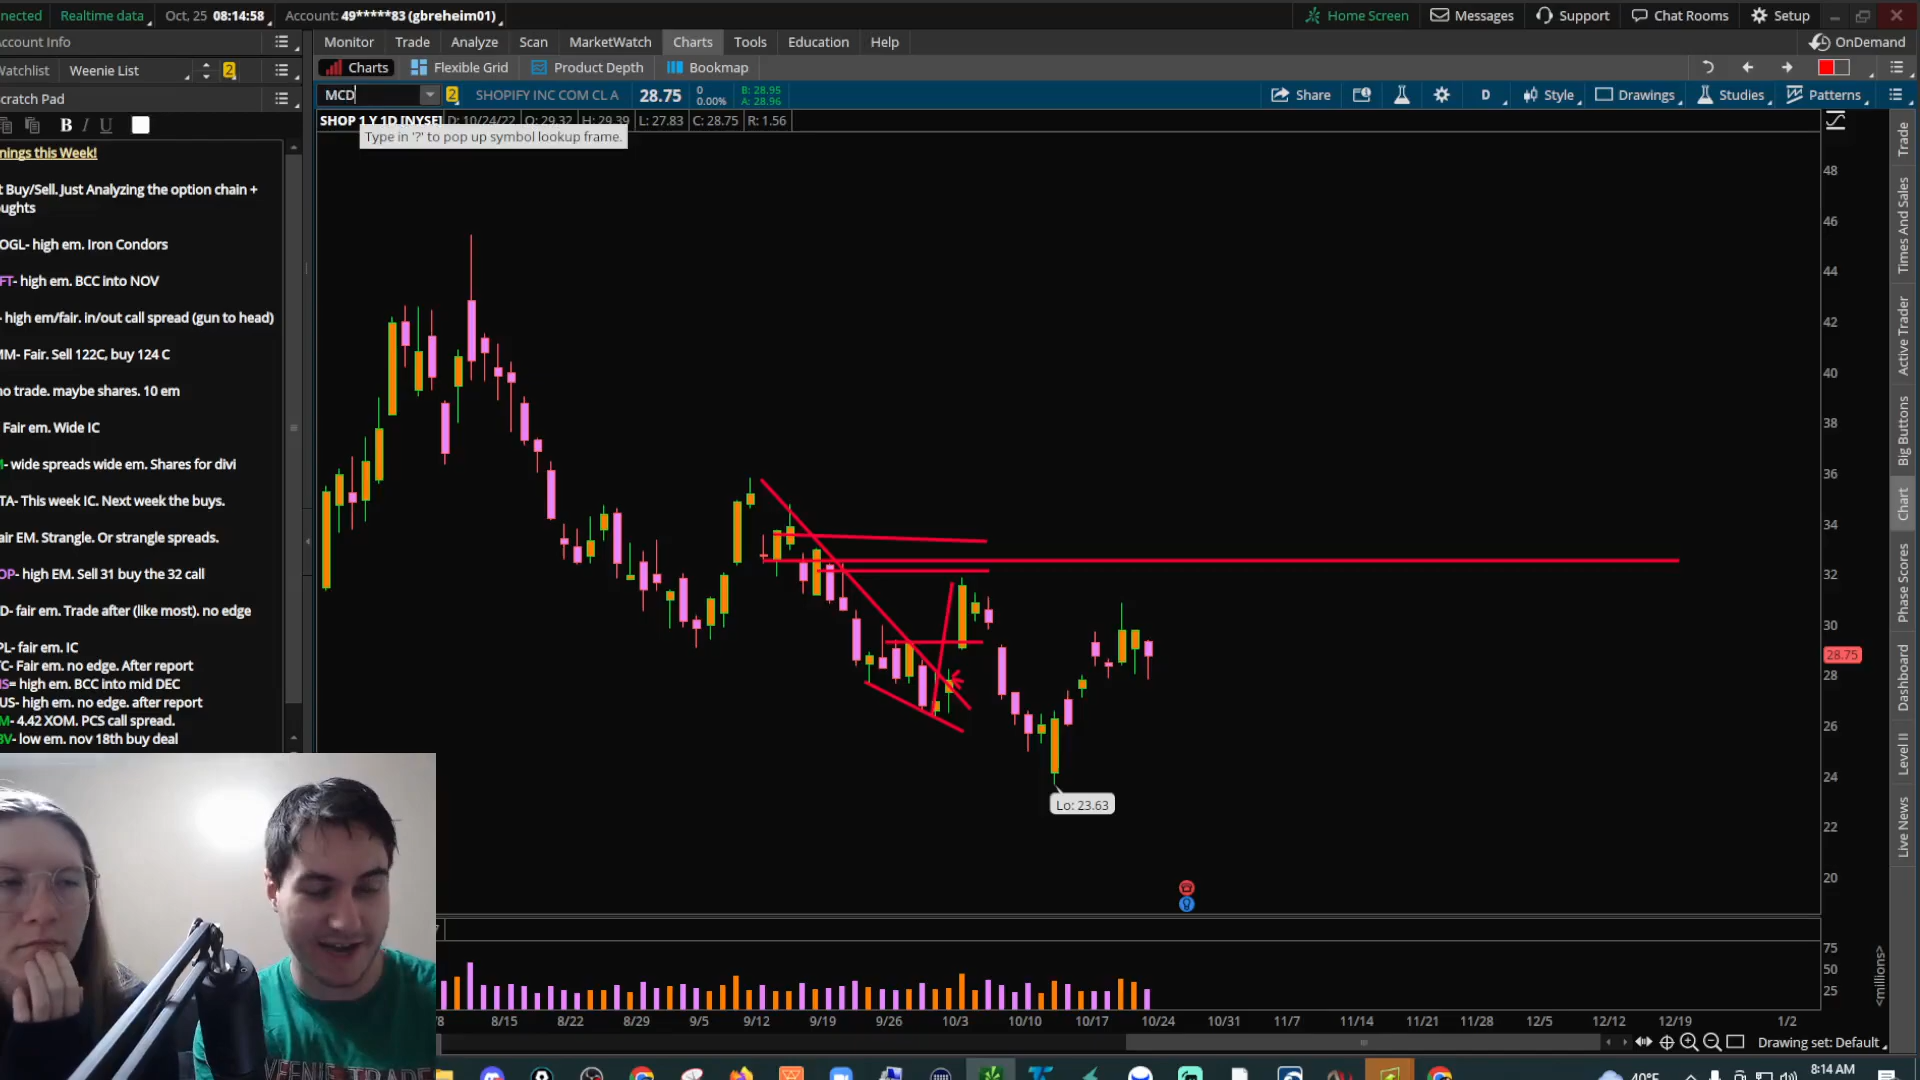 nected Realtime data Oct, 25 08:14:58 Account: 49*****83 (gbreheim01) Home Screen Messages Support Chat Rooms Setup
ccount Info Monitor Trade Analyze Scan MarketWatch Charts Tools Education Help OnDemand
Vatchlist Weenie List 2 Charts Flexible Grid Product Depth Bookmap
cratch Pad MCD 2 SHOPIFY INC COM CL A 28.75 0 0.00% B: 28.95 A: 28.96 Share D Style Drawings Studies Patterns
B I U
SHOP 1 Y 1D [NYSE] D: 10/24/22 O: 29.32 H: 29.39 L: 27.83 C: 28.75 R: 1.56
Type in '?' to pop up symbol lookup frame.
nings this Week!
t Buy/Sell. Just Analyzing the option chain +
oughts
OGL- high em. Iron Condors
FT- high em. BCC into NOV
- high em/fair. in/out call spread (gun to head)
MM- Fair. Sell 122C, buy 124 C
no trade. maybe shares. 10 em
Fair em. Wide IC
- wide spreads wide em. Shares for divi
TA- This week IC. Next week the buys.
air EM. Strangle. Or strangle spreads.
OP- high EM. Sell 31 buy the 32 call
D- fair em. Trade after (like most). no edge
PL- fair em. IC
C- Fair em. no edge. After report
S= high em. BCC into mid DEC
US- high em. no edge. after report
M- 4.42 XOM. PCS call spread.
BV- low em. nov 18th buy deal
48
46
44
42
40
38
36
34
32
30
28.75
28
26
24
22
20
Lo: 23.63
75
50
25
<millions>
/8 8/15 8/22 8/29 9/5 9/12 9/19 9/26 10/3 10/10 10/17 10/24 10/31 11/7 11/14 11/21 11/28 12/5 12/12 12/19 1/2
Drawing set: Default
Trade
Times And Sales
Active Trader
Big Buttons
Chart
Phase Scores
Dashboard
Level II
Live News
40°F 8:14 AM